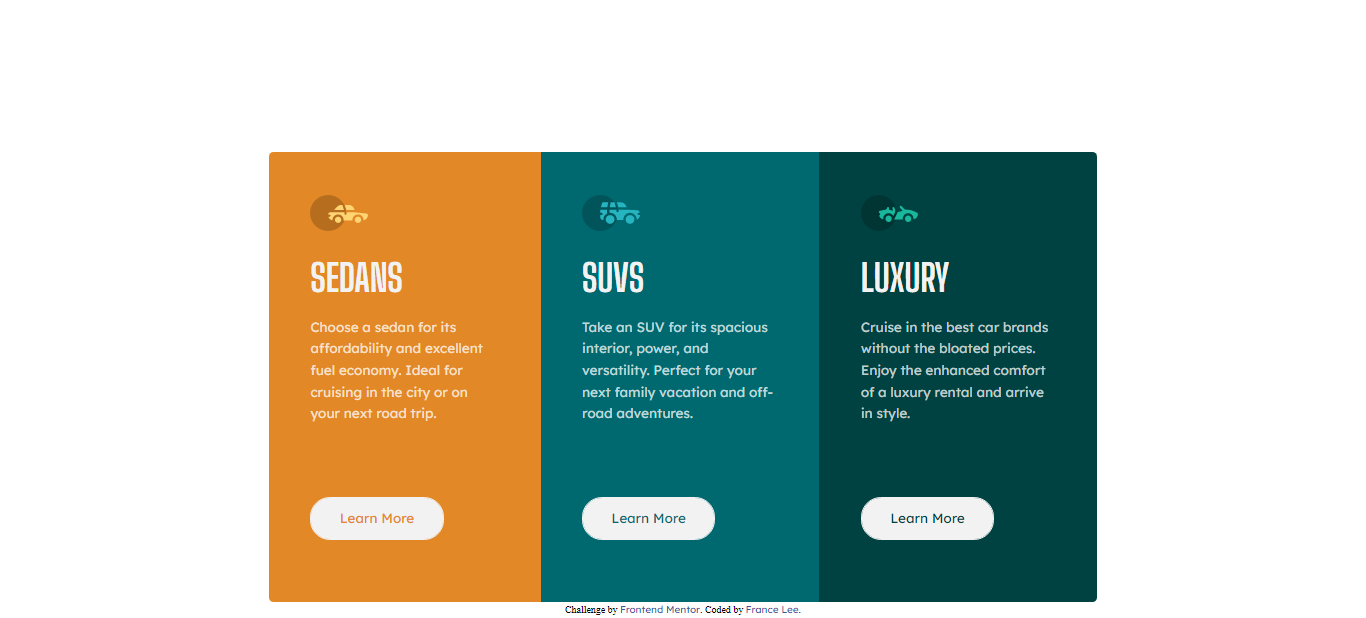 SEDANS
Choose a sedan for its
affordability and excellent
fuel economy. Ideal for
cruising in the city or on
your next road trip.
Learn More
SUVS
Take an SUV for its spacious
interior, power, and
versatility. Perfect for your
next family vacation and off-
road adventures.
Learn More
LUXURY
Cruise in the best car brands
without the bloated prices.
Enjoy the enhanced comfort
of a luxury rental and arrive
in style.
Learn More
Challenge by Frontend Mentor. Coded by France Lee.